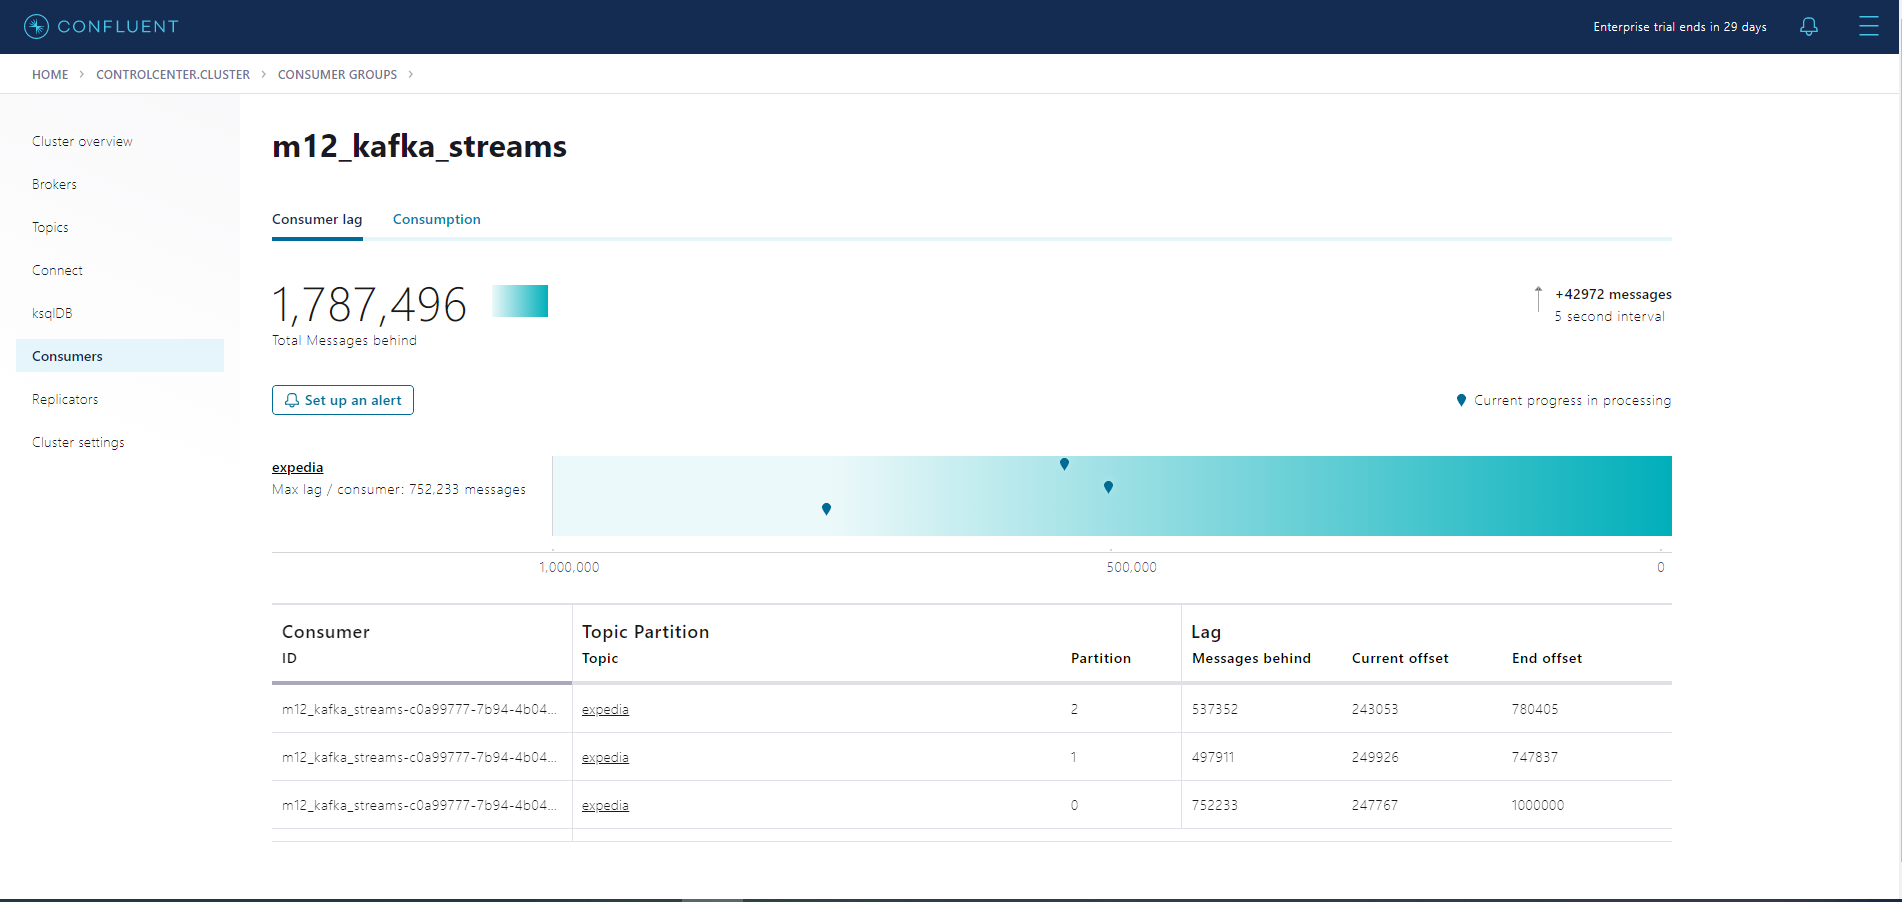 CONFLUENT
Enterprise trial ends in 29 days
HOME > CONTROLCENTER.CLUSTER > CONSUMER GROUPS >
Cluster overview
Brokers
Topics
Connect
ksqlDB
Consumers
Replicators
Cluster settings
m12_kafka_streams
Consumer lag Consumption
1,787,496
Total Messages behind
+42972 messages
5 second interval
Set up an alert
Current progress in processing
expedia
Max lag / consumer: 752,233 messages
1,000,000 500,000 0
Consumer Topic Partition Lag
ID Topic Partition Messages behind Current offset End offset
m12_kafka_streams-c0a99777-7b94-4b04... expedia 2 537352 243053 780405
m12_kafka_streams-c0a99777-7b94-4b04... expedia 1 497911 249926 747837
m12_kafka_streams-c0a99777-7b94-4b04... expedia 0 752233 247767 1000000